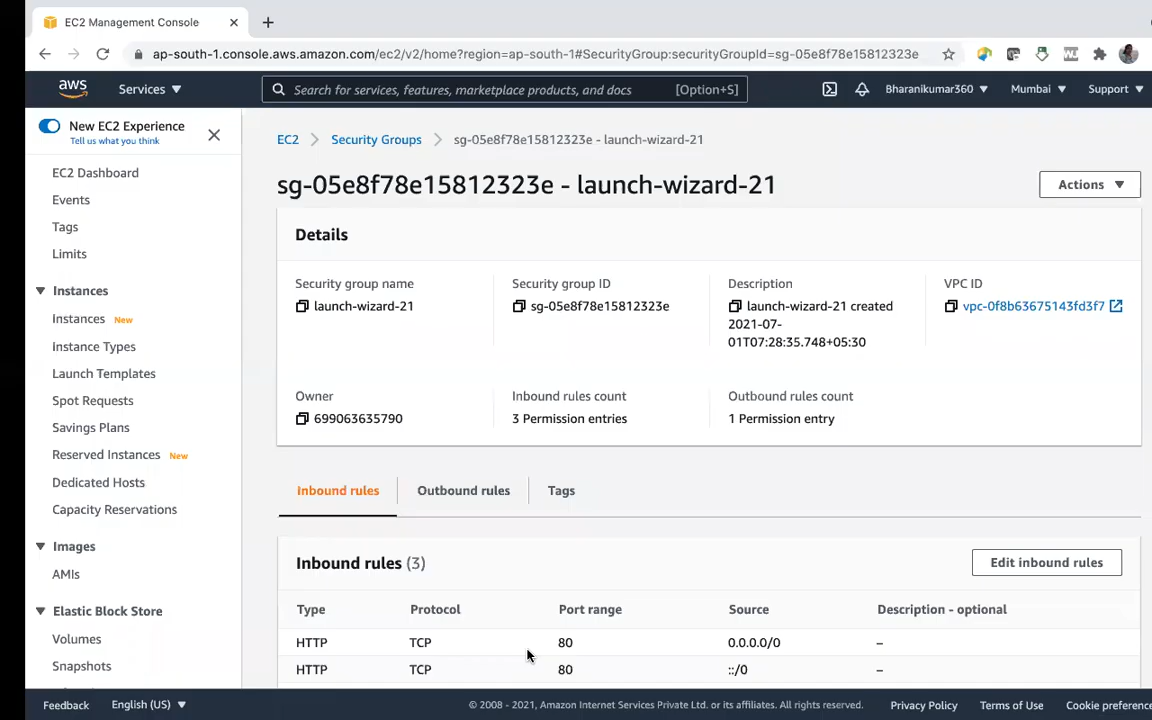 EC2 Management Console
ap-south-1.console.aws.amazon.com/ec2/v2/home?region=ap-south-1#SecurityGroup:securityGroupId=sg-05e8f78e15812323e
aws Services Search for services, features, marketplace products, and docs [Option+S] Bharanikumar360 Mumbai Support
New EC2 Experience
Tell us what you think
EC2 Dashboard
Events
Tags
Limits
Instances
Instances New
Instance Types
Launch Templates
Spot Requests
Savings Plans
Reserved Instances New
Dedicated Hosts
Capacity Reservations
Images
AMIs
Elastic Block Store
Volumes
Snapshots
EC2 Security Groups sg-05e8f78e15812323e - launch-wizard-21
sg-05e8f78e15812323e - launch-wizard-21
Actions
Details
Security group name
launch-wizard-21
Security group ID
sg-05e8f78e15812323e
Description
launch-wizard-21 created
2021-07-
01T07:28:35.748+05:30
VPC ID
vpc-0f8b63675143fd3f7
Owner
699063635790
Inbound rules count
3 Permission entries
Outbound rules count
1 Permission entry
Inbound rules Outbound rules Tags
Inbound rules (3)
Edit inbound rules
Type Protocol Port range Source Description - optional
HTTP TCP 80 0.0.0.0/0 –
HTTP TCP 80 ::/0 –
Feedback English (US) © 2008 - 2021, Amazon Internet Services Private Ltd. or its affiliates. All rights reserved. Privacy Policy Terms of Use Cookie preference